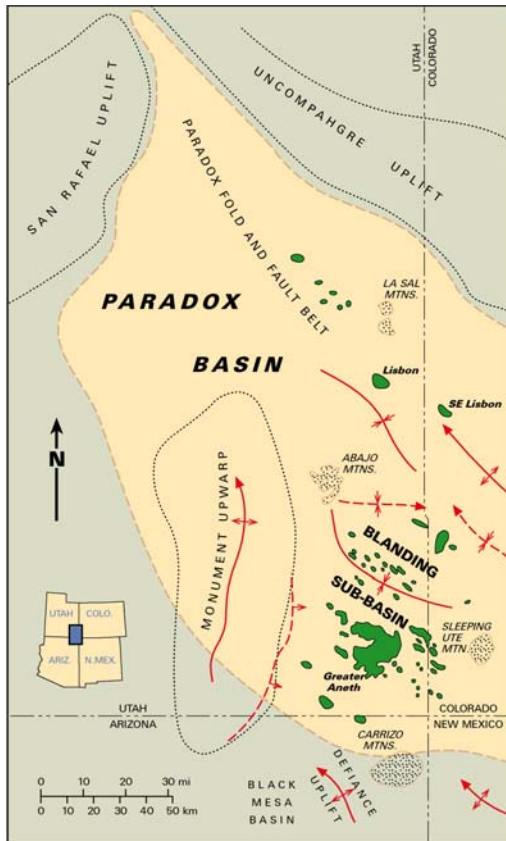 UTAH
COLORADO
SAN RAFAEL UPLIFT
UNCOMPAHGRE
UPLIFT
PARADOX FOLD AND FAULT BELT
LA SAL
MTNS.
PARADOX
BASIN
Lisbon
SE Lisbon
N
ABAJO
MTNS.
MONUMENT UPWARP
BLANDING
SUB-BASIN
SLEEPING
UTE
MTN.
UTAH
COLO.
ARIZ.
N.MEX.
Greater
Aneth
UTAH
ARIZONA
COLORADO
NEW MEXICO
CARRIZO
MTNS.
0 10 20 30 mi
0 10 20 30 40 50 km
BLACK
MESA
BASIN
DEFIANCE
UPLIFT